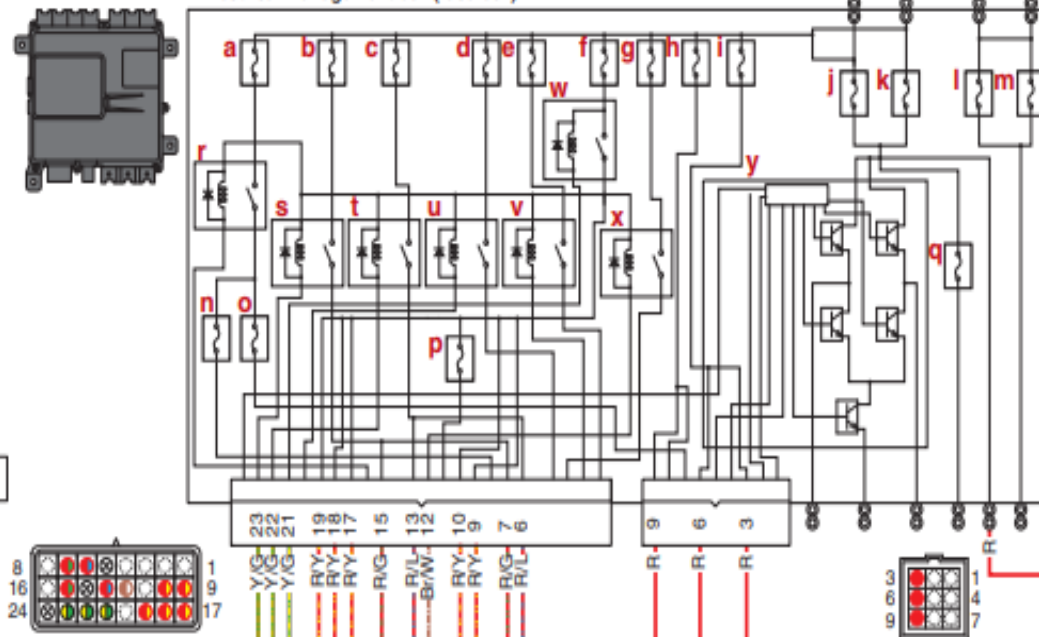 a b c d e f g h i
j k l m
w
r y
s t u v x
q
n o
p
23 22 21 19 18 17 15 13 12 10 9 7 6 9 6 3
Y/G Y/G Y/G R/Y R/Y R/Y R/G R/L Br/W R/Y R/Y R/G R/L R R R R
8 1
16 9
24 17
3 1
6 4
9 7